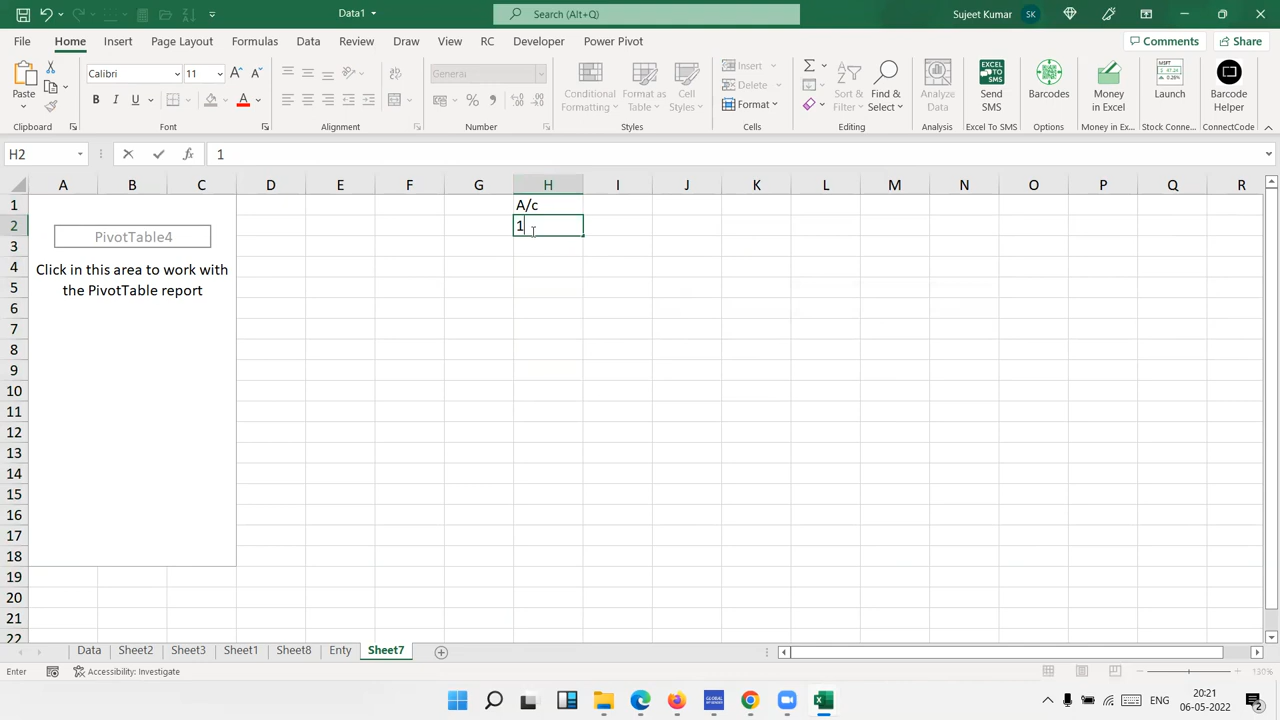 Data1
Search (Alt+Q)
Sujeet Kumar
SK
File Home Insert Page Layout Formulas Data Review View RC Developer Power Pivot
Comments Share
Paste
Calibri 11
B I U
General
Conditional Formatting
Format as Table
Cell Styles
Insert
Delete
Format
Sort & Filter
Find & Select
Analyze Data
Send SMS
Barcodes
Money in Excel
Launch
Barcode Helper
Clipboard Font Alignment Number Styles Cells Editing Analysis Excel To SMS Options Money in Ex... Stock Conne... ConnectCode
H2 fx 1
A B C D E F G H I J K L M N O P Q R
1 A/c
2 1
3
4
5
6
7
8
9
10
11
12
13
14
15
16
17
18
19
20
21
22
PivotTable4
Click in this area to work with
the PivotTable report
Data Sheet2 Sheet3 Sheet1 Sheet8 Enty Sheet7
Enter Accessibility: Investigate 130%
ENG
20:21
06-05-2022
2